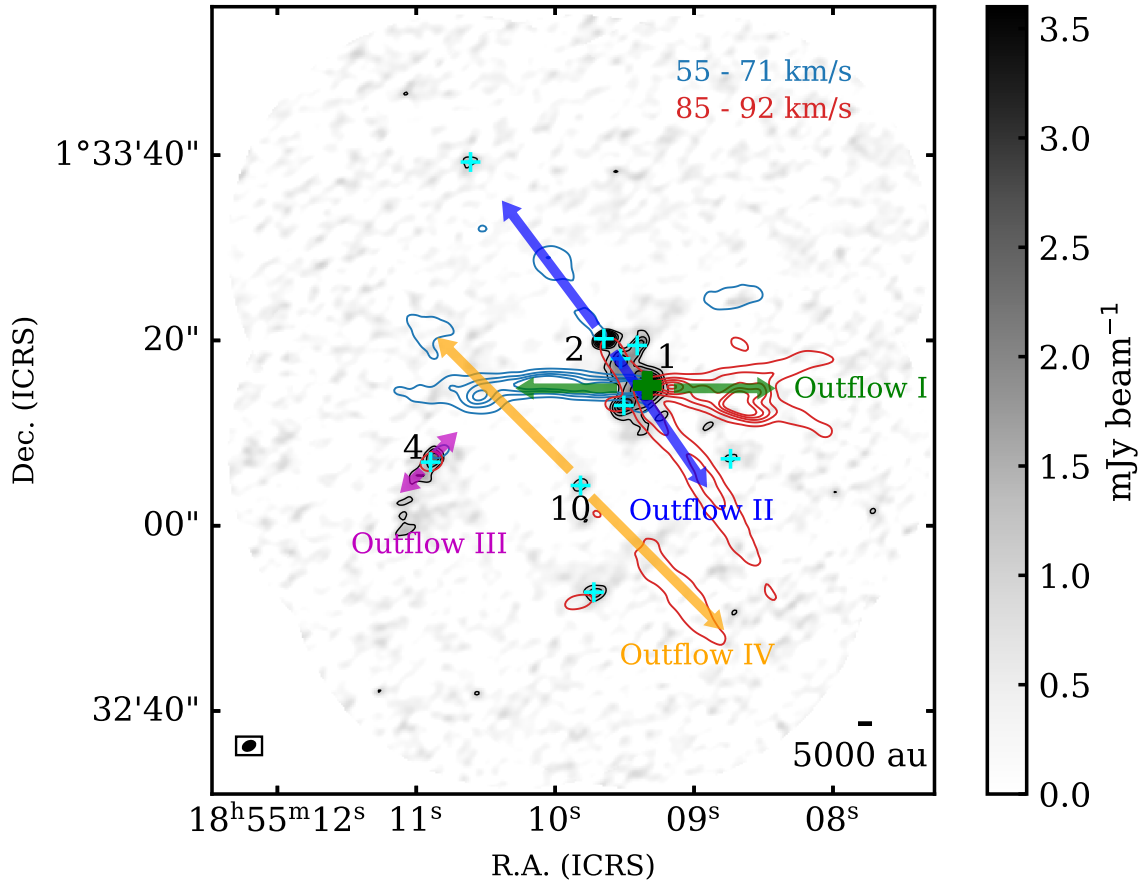 55 - 71 km/s
85 - 92 km/s
3.5
3.0
2.5
2.0
1.5
1.0
0.5
0.0
mJy beam⁻¹
1°33'40"
20"
00"
32'40"
Dec. (ICRS)
2
1
Outflow I
4
10
Outflow II
Outflow III
Outflow IV
5000 au
18ʰ55ᵐ12ˢ
11ˢ
10ˢ
09ˢ
08ˢ
R.A. (ICRS)